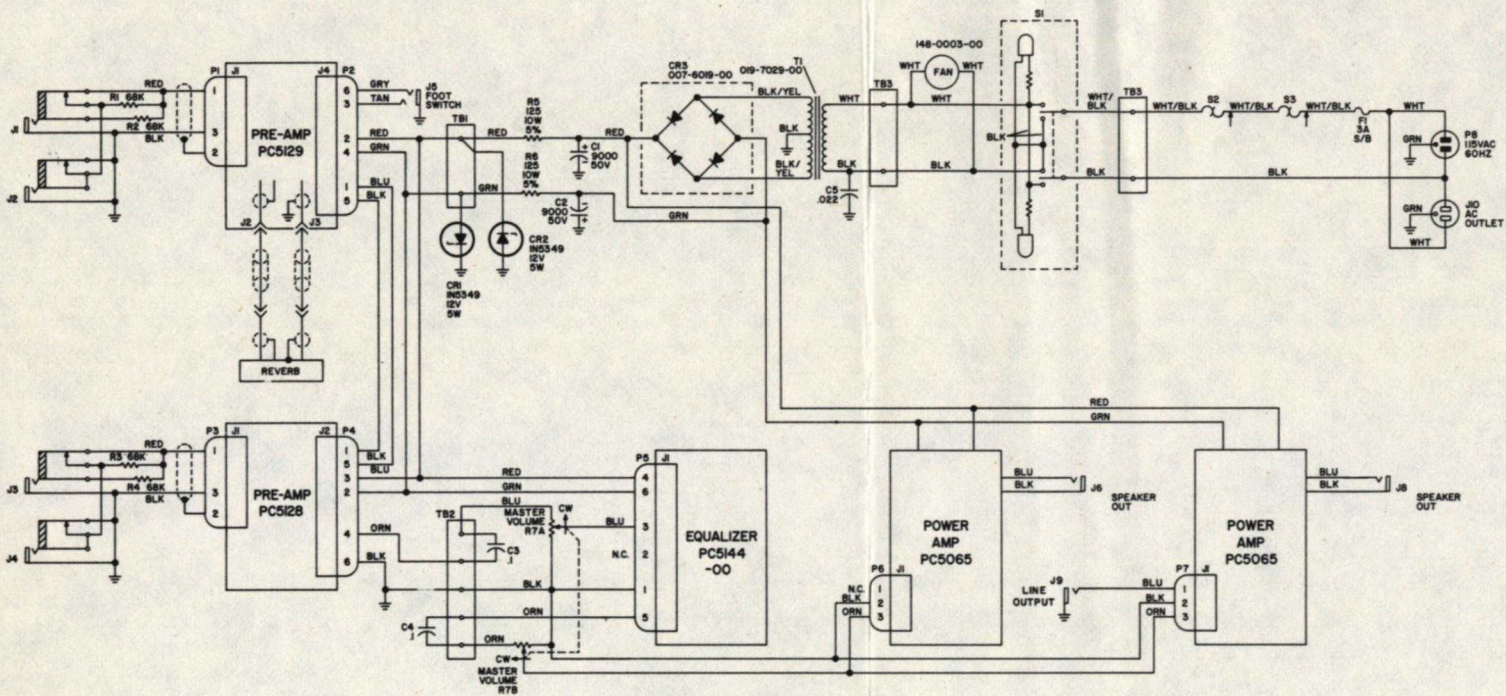 P1
J1
J4
P2
RED
R1 68K
R2 68K
BLK
J1
J2
1
3
2
PRE-AMP
PC5129
J2
J3
6
3
2
4
1
5
GRY
TAN
RED
GRN
BLU
BLK
J5
FOOT
SWITCH
REVERB
TB1
RED
GRN
R5
125
10W
5%
R6
125
10W
5%
RED
C1
9000
50V
C2
9000
50V
GRN
CR1
1N5349
12V
5W
CR2
1N5349
12V
5W
CR3
007-6019-00
T1
019-7029-00
BLK/YEL
BLK
BLK/
YEL
WHT
BLK
C5
.022
TB3
148-0003-00
WHT
FAN
WHT
WHT
BLK
S1
BLK
WHT/
BLK
TB3
WHT/BLK
S2
WHT/BLK
S3
WHT/BLK
F1
3A
S/B
WHT
BLK
BLK
GRN
P8
115VAC
60HZ
GRN
J10
AC
OUTLET
WHT
RED
GRN
P3
J1
J2
P4
RED
R3 68K
R4 68K
BLK
J3
J4
1
3
2
PRE-AMP
PC5128
1
5
3
2
4
6
BLK
BLU
ORN
BLK
RED
GRN
TB2
BLU
MASTER
VOLUME
R7A
CW
C3
.1
BLK
ORN
C4
.1
ORN
CW
MASTER
VOLUME
R7B
BLU
N.C.
P5
J1
4
6
3
2
1
5
EQUALIZER
PC5144
-00
POWER
AMP
PC5065
BLU
BLK
J6
SPEAKER
OUT
P6
J1
N.C.
BLK
ORN
1
2
3
J9
LINE
OUTPUT
POWER
AMP
PC5065
BLU
BLK
J8
SPEAKER
OUT
P7
J1
BLU
BLK
ORN
1
2
3